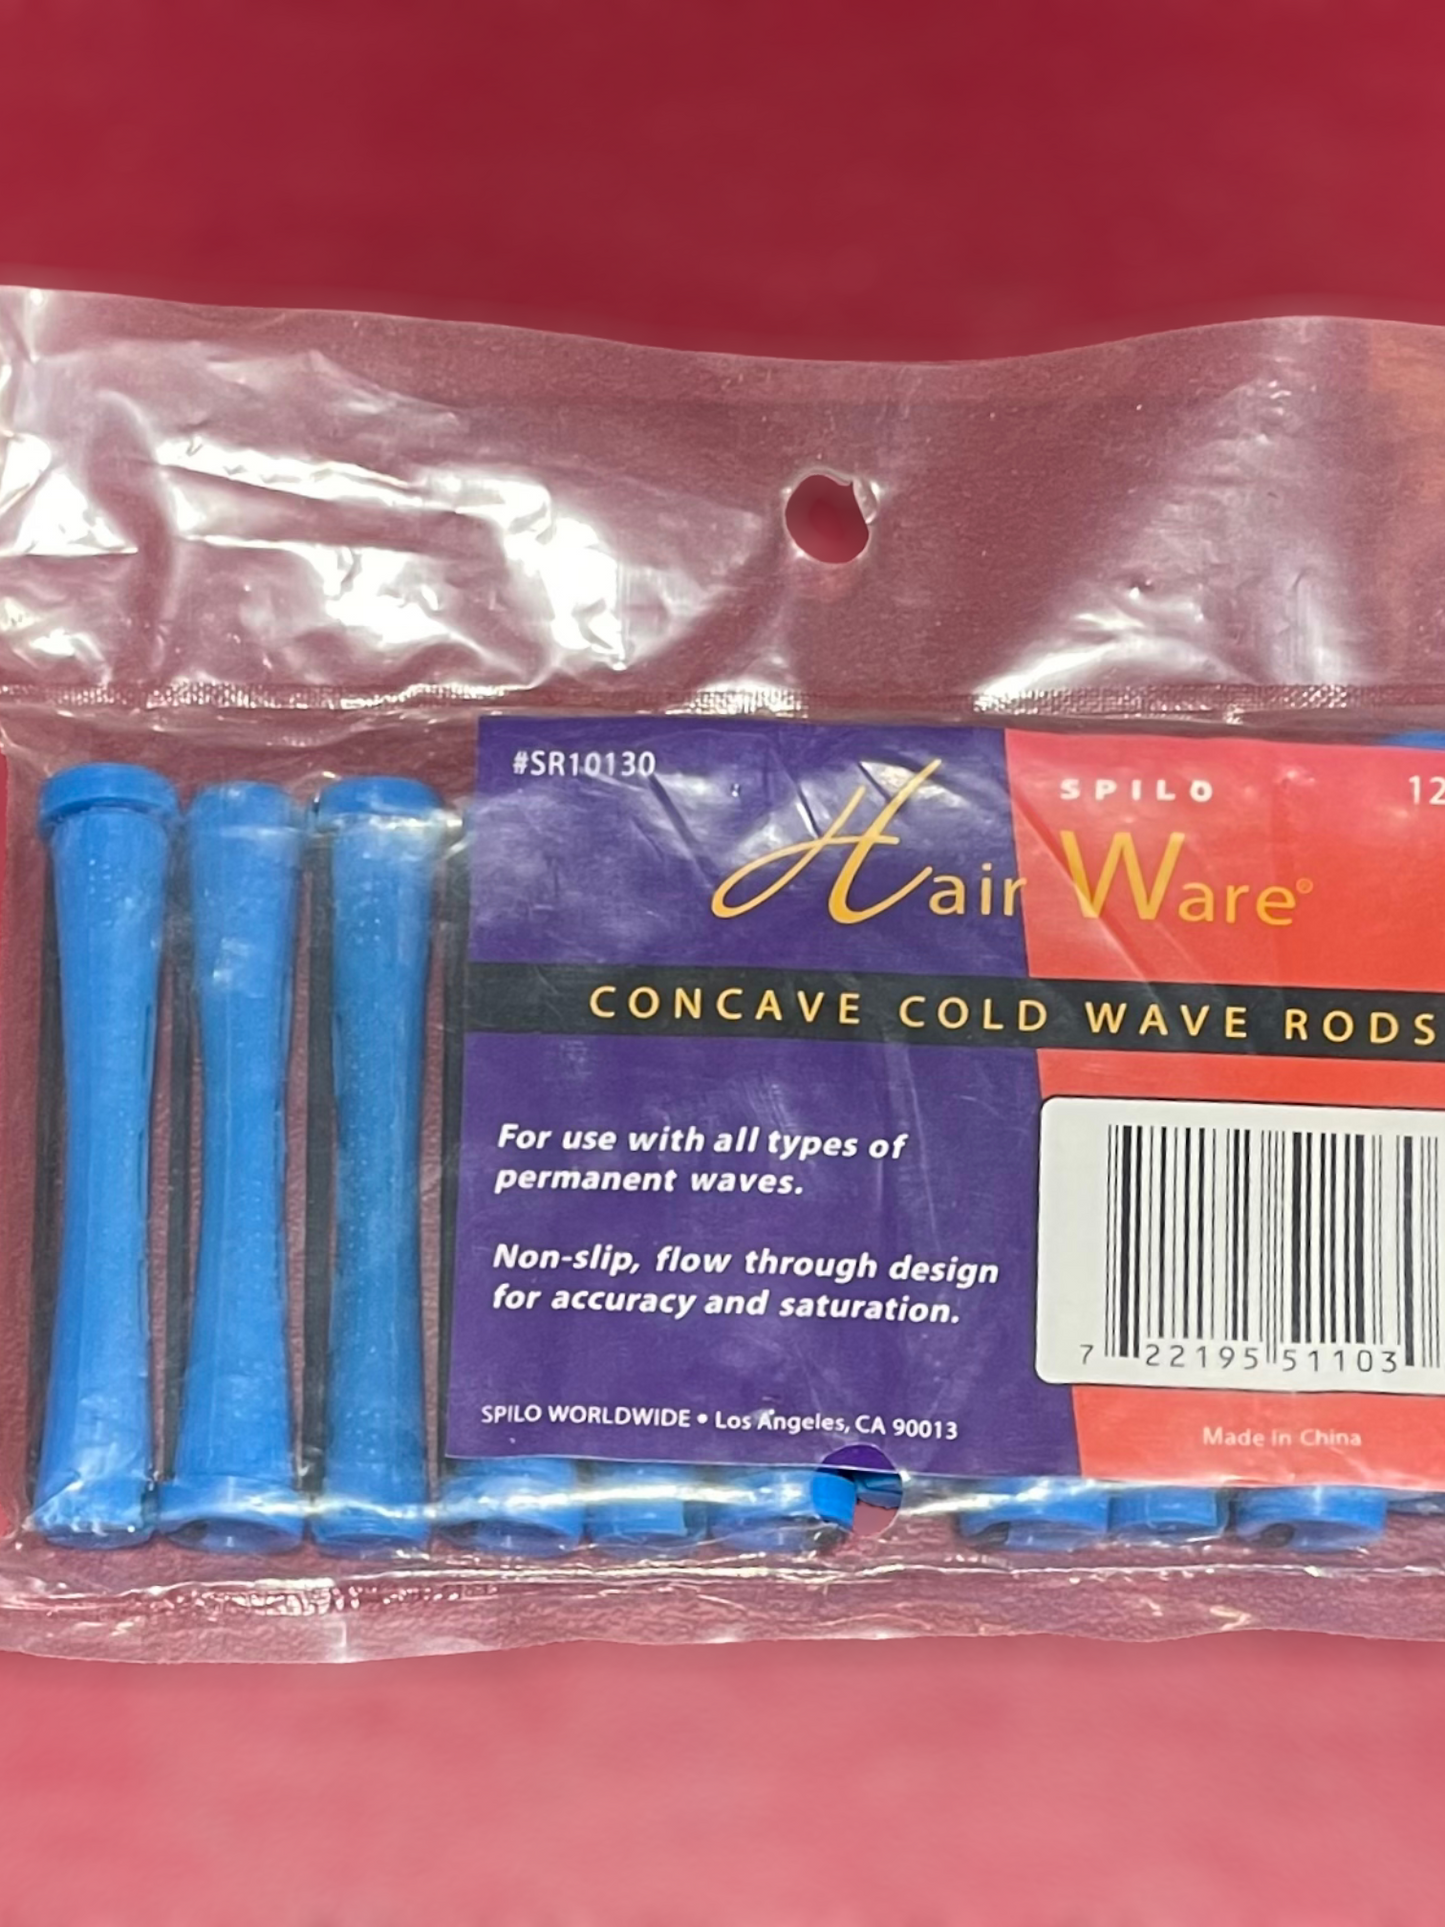 #SR10130
SPILO
12
Hair Ware®
CONCAVE COLD WAVE RODS
For use with all types of
permanent waves.
Non-slip, flow through design
for accuracy and saturation.
7 22195 51103
SPILO WORLDWIDE • Los Angeles, CA 90013
Made in China